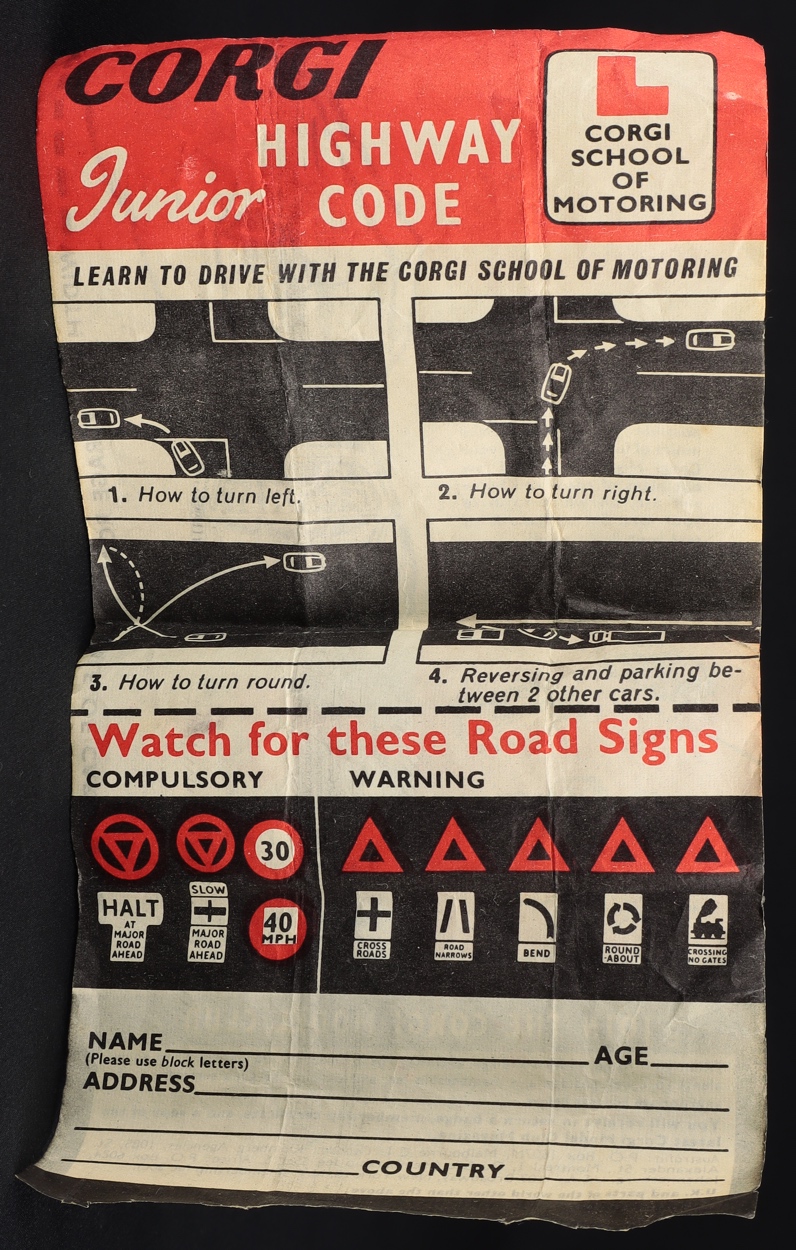 CORGI
Junior HIGHWAY CODE
L
CORGI
SCHOOL
OF
MOTORING
LEARN TO DRIVE WITH THE CORGI SCHOOL OF MOTORING
1. How to turn left.
2. How to turn right.
3. How to turn round.
4. Reversing and parking be-
tween 2 other cars.
Watch for these Road Signs
COMPULSORY
WARNING
30
HALT
AT
MAJOR
ROAD
AHEAD
SLOW
MAJOR
ROAD
AHEAD
40
MPH
CROSS
ROADS
ROAD
NARROWS
BEND
ROUND
-ABOUT
CROSSING
NO GATES
NAME AGE
(Please use block letters)
ADDRESS
COUNTRY